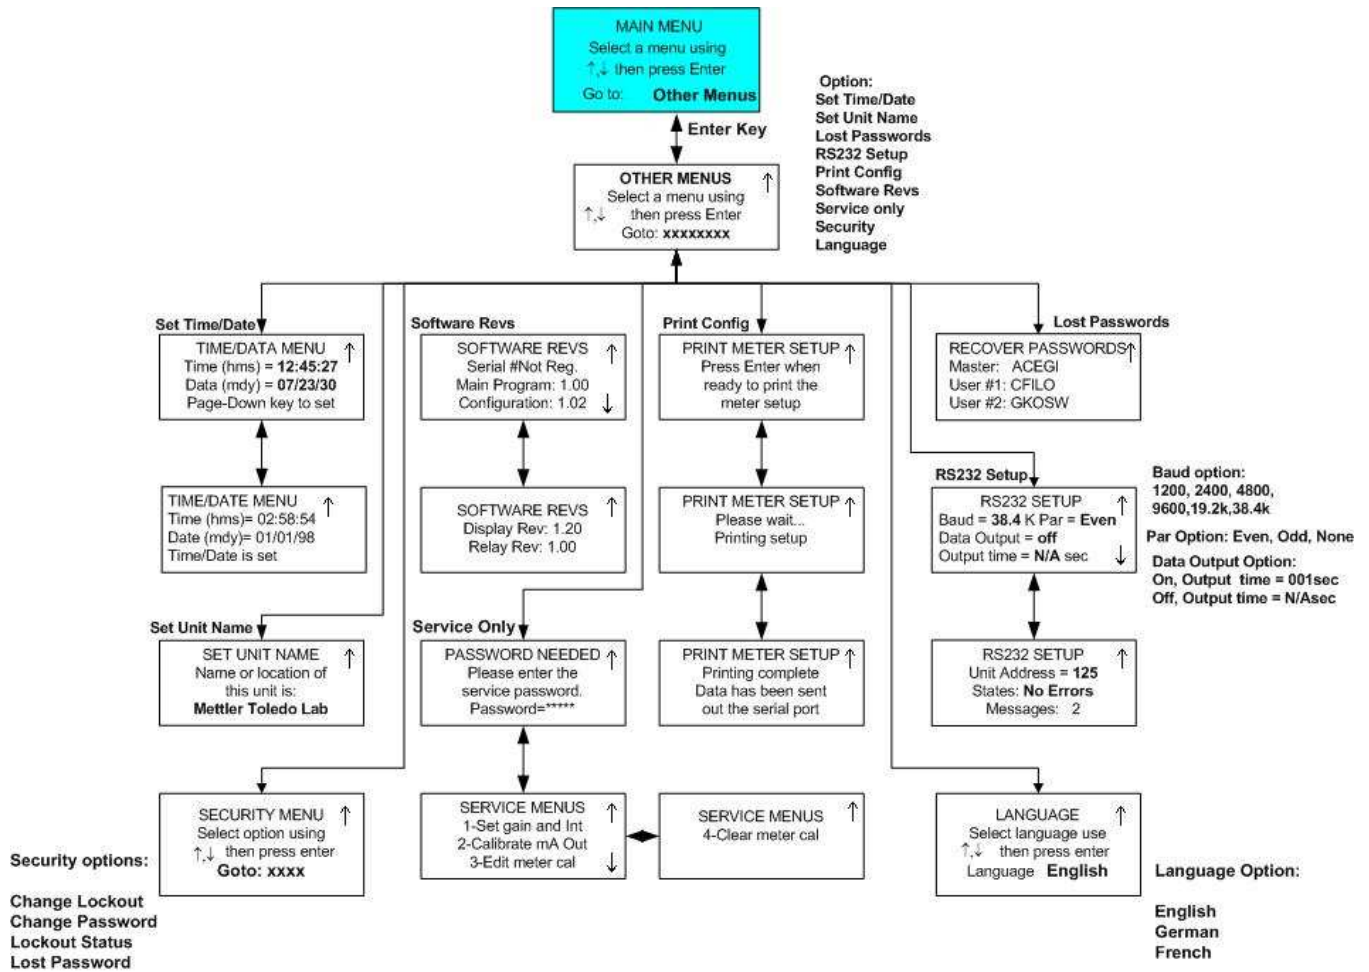 MAIN MENU
Select a menu using
↑,↓ then press Enter
Go to: Other Menus
Enter Key
Option:
Set Time/Date
Set Unit Name
Lost Passwords
RS232 Setup
Print Config
Software Revs
Service only
Security
Language
OTHER MENUS ↑
Select a menu using
↑,↓ then press Enter
Goto: xxxxxxxx
Set Time/Date
TIME/DATA MENU ↑
Time (hms) = 12:45:27
Data (mdy) = 07/23/30
Page-Down key to set
TIME/DATE MENU ↑
Time (hms)= 02:58:54
Date (mdy)= 01/01/98
Time/Date is set
Software Revs
SOFTWARE REVS ↑
Serial #Not Reg.
Main Program: 1.00
Configuration: 1.02 ↓
SOFTWARE REVS ↑
Display Rev: 1.20
Relay Rev: 1.00
Print Config
PRINT METER SETUP ↑
Press Enter when
ready to print the
meter setup
PRINT METER SETUP ↑
Please wait...
Printing setup
PRINT METER SETUP ↑
Printing complete
Data has been sent
out the serial port
Lost Passwords
RECOVER PASSWORDS ↑
Master: ACEGI
User #1: CFILO
User #2: GKOSW
RS232 Setup
RS232 SETUP ↑
Baud = 38.4 K Par = Even
Data Output = off
Output time = N/A sec ↓
Baud option:
1200, 2400, 4800,
9600,19.2k,38.4k
Par Option: Even, Odd, None
Data Output Option:
On, Output time = 001sec
Off, Output time = N/Asec
RS232 SETUP ↑
Unit Address = 125
States: No Errors
Messages: 2
Set Unit Name
SET UNIT NAME ↑
Name or location of
this unit is:
Mettler Toledo Lab
Service Only
PASSWORD NEEDED ↑
Please enter the
service password.
Password=*****
SERVICE MENUS ↑
1-Set gain and Int
2-Calibrate mA Out
3-Edit meter cal ↓
SERVICE MENUS ↑
4-Clear meter cal
SECURITY MENU ↑
Select option using
↑,↓ then press enter
Goto: xxxx
Security options:
Change Lockout
Change Password
Lockout Status
Lost Password
LANGUAGE ↑
Select language use
↑,↓ then press enter
Language English
Language Option:
English
German
French